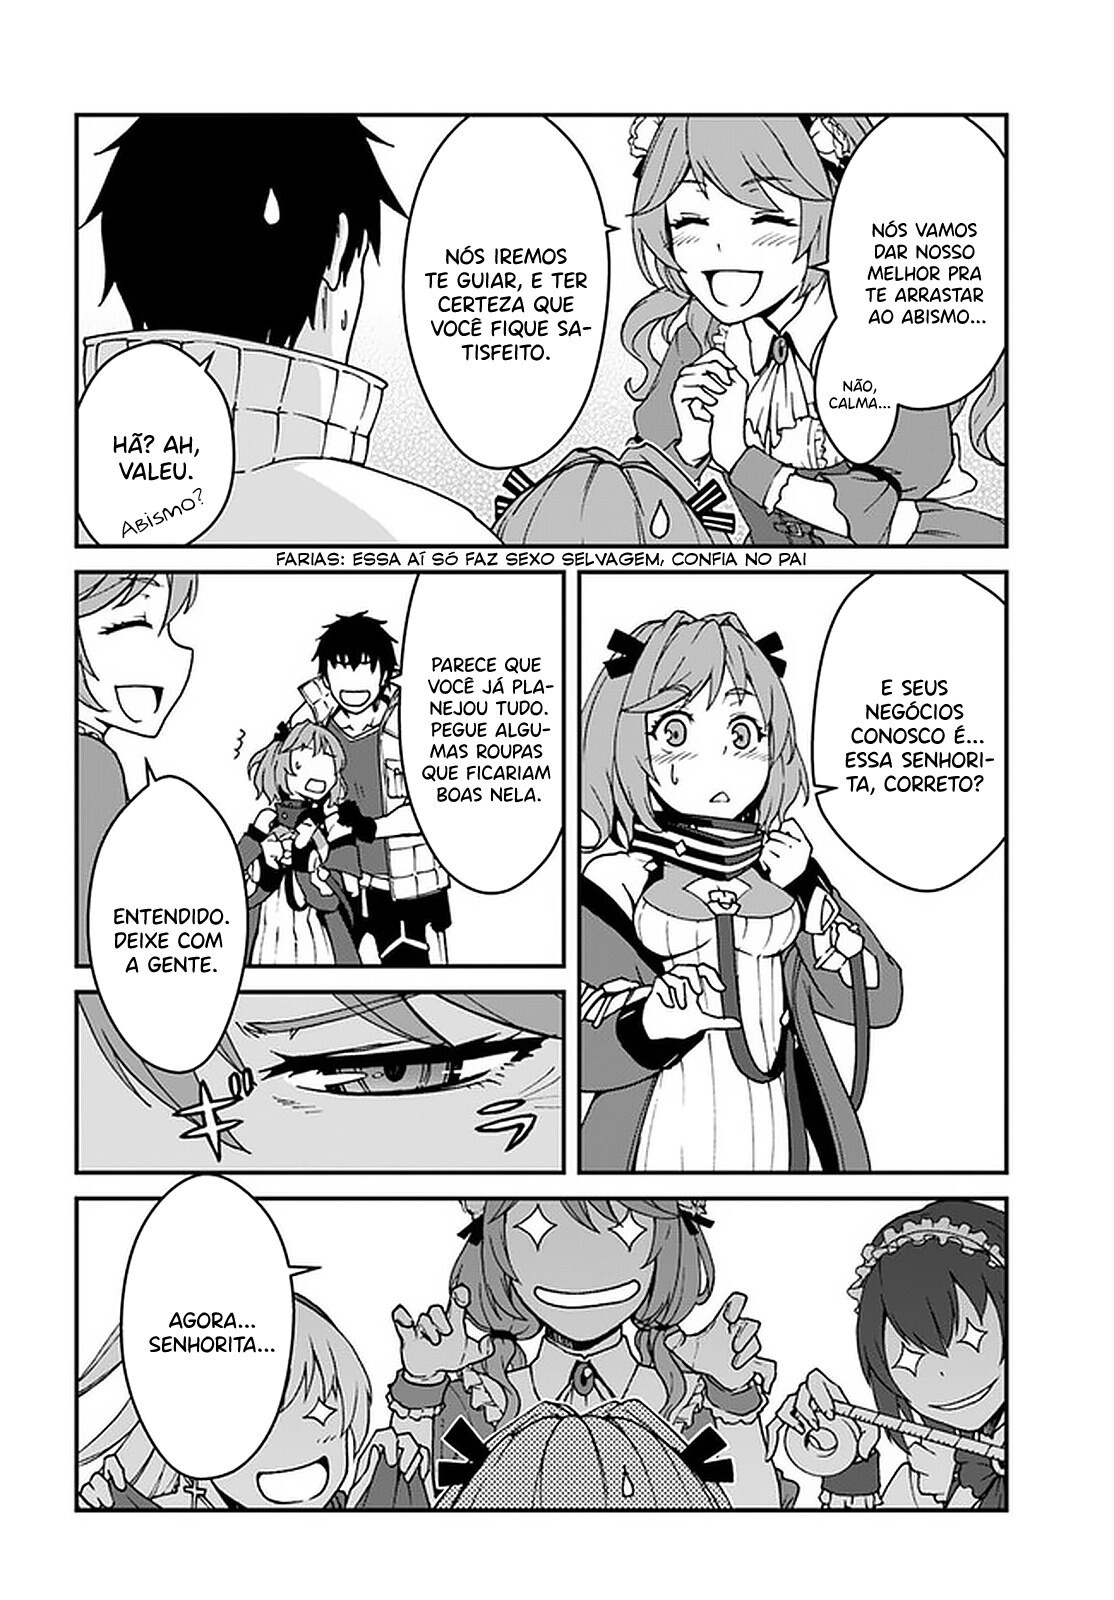 NÓS VAMOS
DAR NOSSO
MELHOR PRA
TE ARRASTAR
AO ABISMO...
NÃO,
CALMA...
NÓS IREMOS
TE GUIAR, E TER
CERTEZA QUE
VOCÊ FIQUE SA-
TISFEITO.
HÃ? AH,
VALEU.
ABISMO?
FARIAS: ESSA AÍ SÓ FAZ SEXO SELVAGEM, CONFIA NO PAI
E SEUS
NEGÓCIOS
CONOSCO É...
ESSA SENHORI-
TA, CORRETO?
PARECE QUE
VOCÊ JÁ PLA-
NEJOU TUDO.
PEGUE ALGU-
MAS ROUPAS
QUE FICARIAM
BOAS NELA.
ENTENDIDO.
DEIXE COM
A GENTE.
AGORA...
SENHORITA...